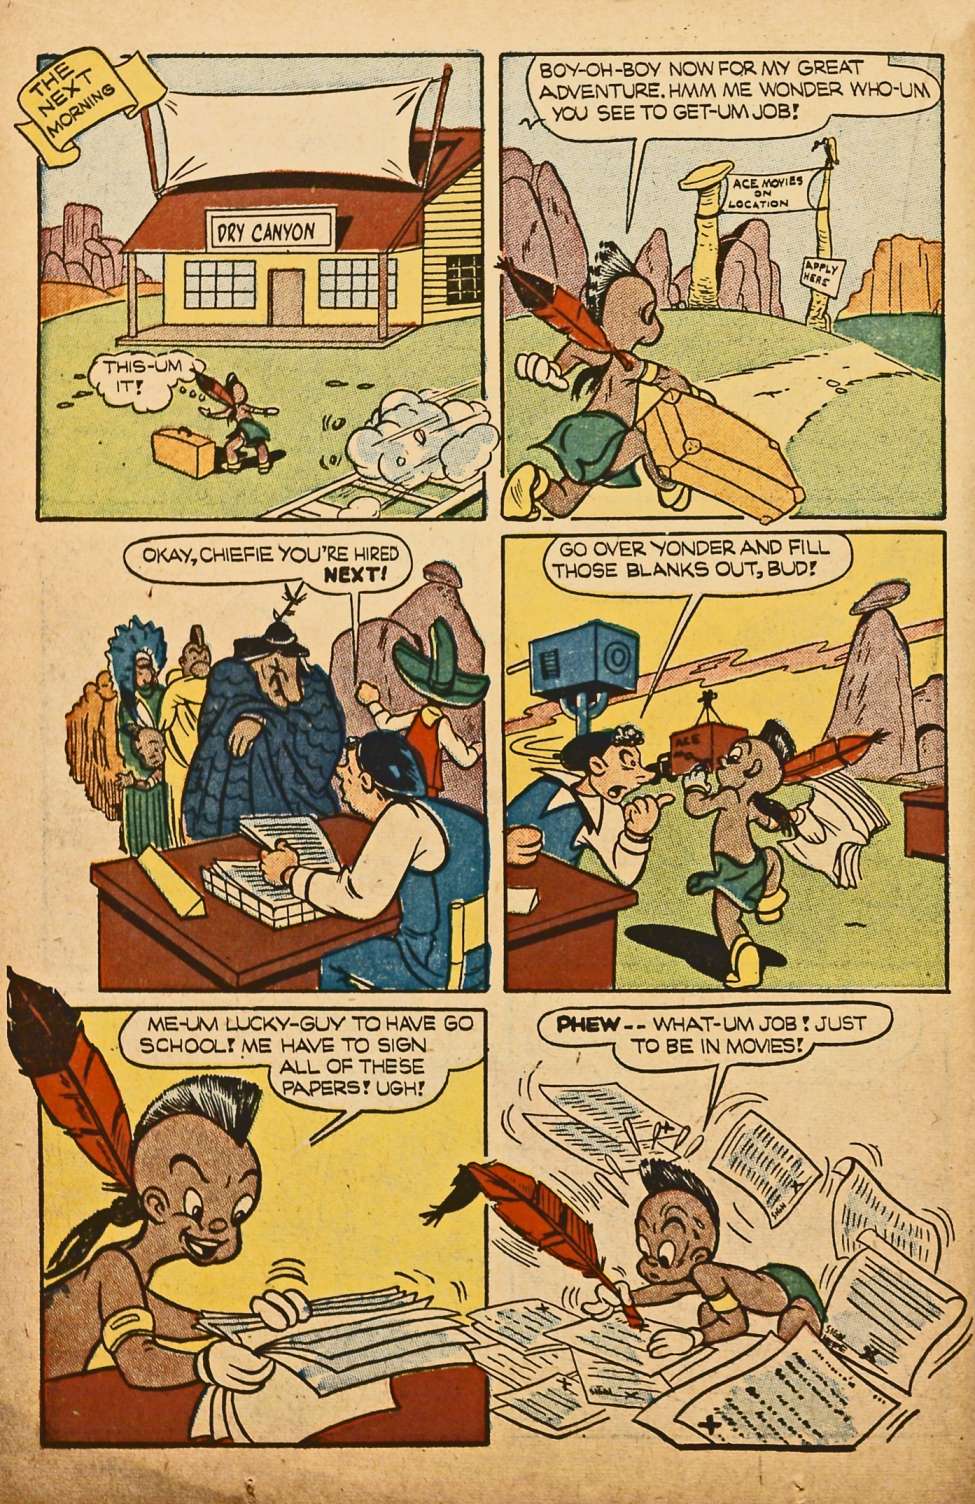 THE
NEXT
MORNING
DRY CANYON
THIS-UM
IT!
BOY-OH-BOY NOW FOR MY GREAT
ADVENTURE. HMM ME WONDER WHO-UM
YOU SEE TO GET-UM JOB!
ACE MOVIES
ON
LOCATION
APPLY
HERE
OKAY, CHIEFIE YOU'RE HIRED
NEXT!
GO OVER YONDER AND FILL
THOSE BLANKS OUT, BUD!
ACE
ME-UM LUCKY-GUY TO HAVE GO
SCHOOL! ME HAVE TO SIGN
ALL OF THESE
PAPERS! UGH!
PHEW-- WHAT-UM JOB! JUST
TO BE IN MOVIES!
X
SIGN
X
SIGN
X
SIGN
X
X